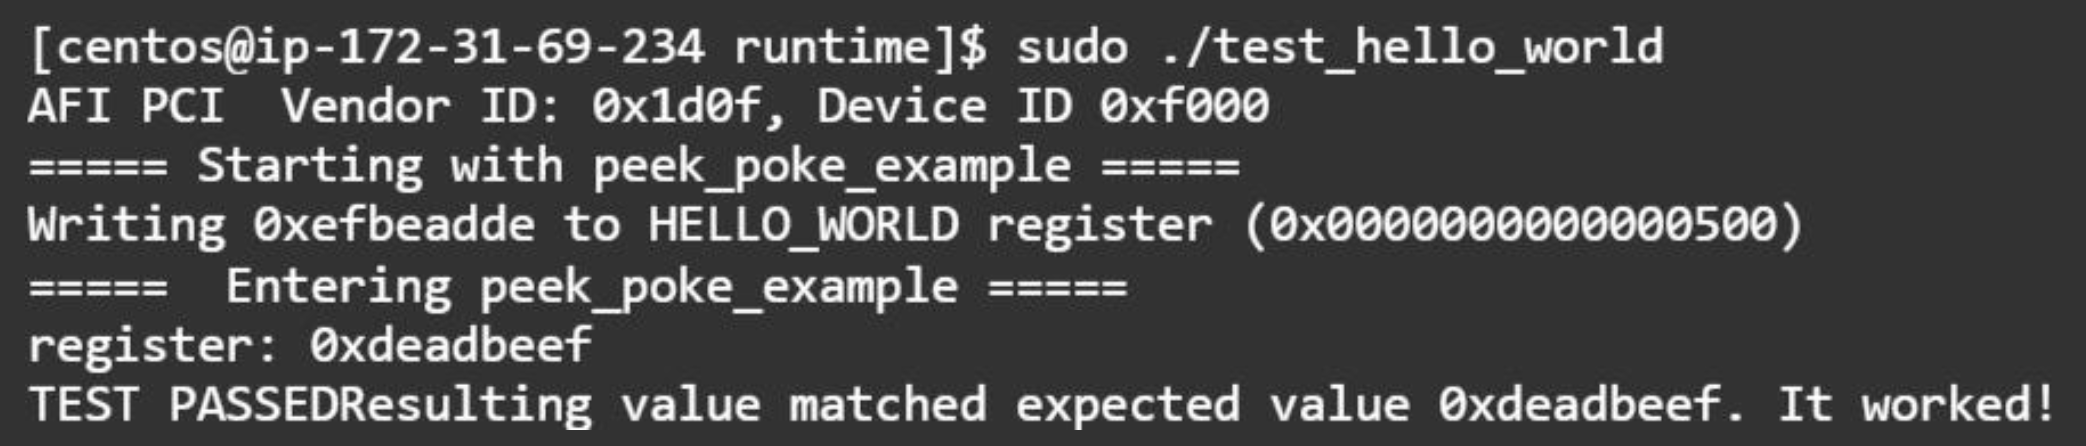 [centos@ip-172-31-69-234 runtime]$ sudo ./test_hello_world
AFI PCI  Vendor ID: 0x1d0f, Device ID 0xf000
===== Starting with peek_poke_example =====
Writing 0xefbeadde to HELLO_WORLD register (0x0000000000000500)
=====  Entering peek_poke_example =====
register: 0xdeadbeef
TEST PASSEDResulting value matched expected value 0xdeadbeef. It worked!